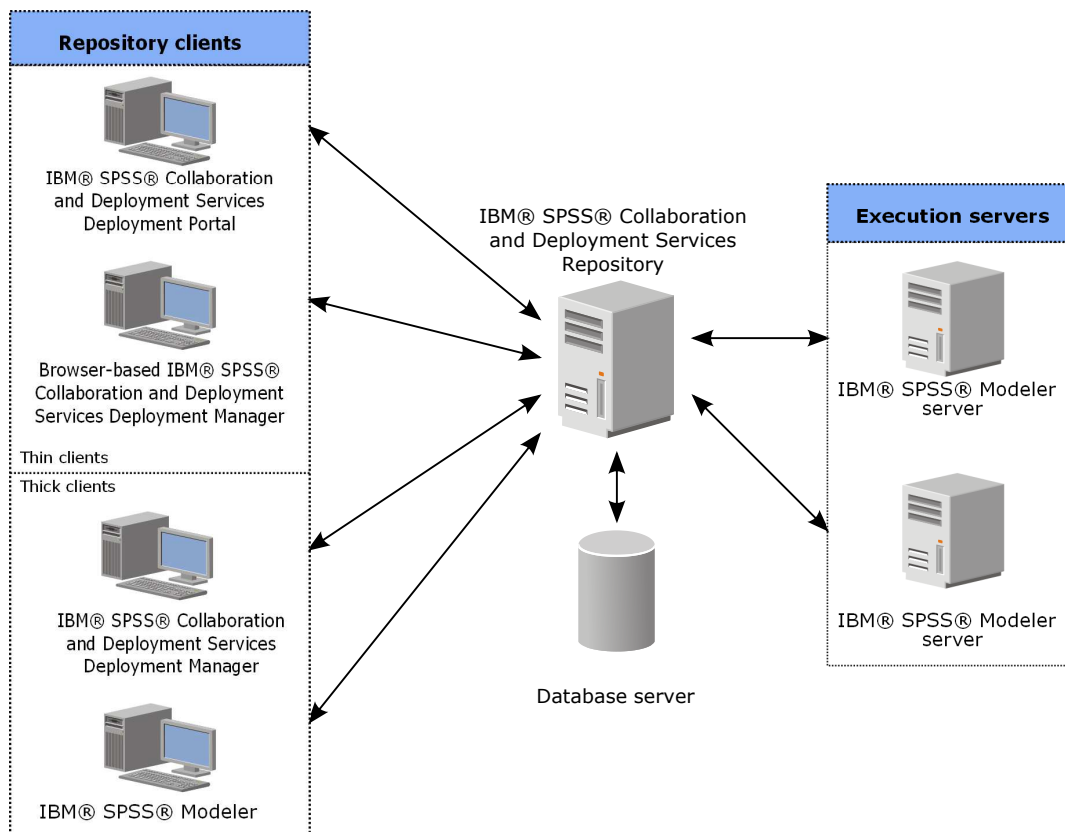 Repository clients
IBM® SPSS® Collaboration
and Deployment Services
Deployment Portal
Browser-based IBM® SPSS®
Collaboration and Deployment
Services Deployment Manager
Thin clients
Thick clients
IBM® SPSS® Collaboration
and Deployment Services
Deployment Manager
IBM® SPSS® Modeler
IBM® SPSS® Collaboration
and Deployment Services
Repository
Database server
Execution servers
IBM® SPSS® Modeler
server
IBM® SPSS® Modeler
server